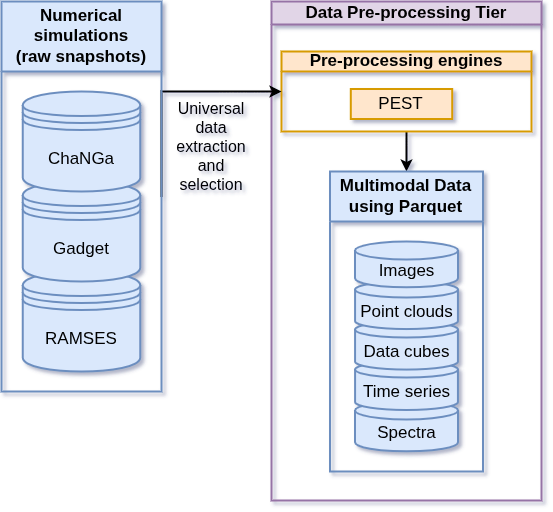 Numerical
simulations
(raw snapshots)
ChaNGa
Gadget
RAMSES
Universal
data
extraction
and
selection
Data Pre-processing Tier
Pre-processing engines
PEST
Multimodal Data
using Parquet
Images
Point clouds
Data cubes
Time series
Spectra